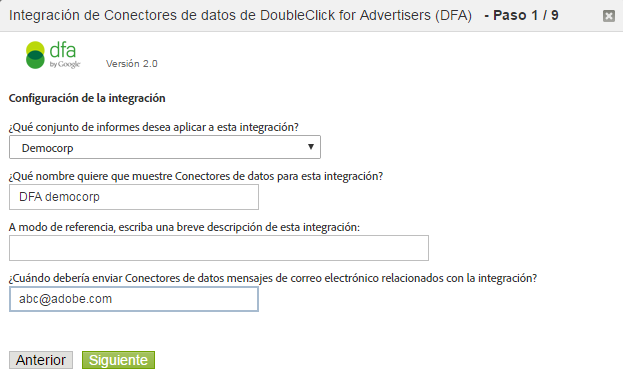 Integración de Conectores de datos de DoubleClick for Advertisers (DFA) - Paso 1 / 9
dfa
by Google
Versión 2.0
Configuración de la integración
¿Qué conjunto de informes desea aplicar a esta integración?
Democorp
¿Qué nombre quiere que muestre Conectores de datos para esta integración?
DFA democorp
A modo de referencia, escriba una breve descripción de esta integración:
¿Cuándo debería enviar Conectores de datos mensajes de correo electrónico relacionados con la integración?
abc@adobe.com
Anterior Siguiente